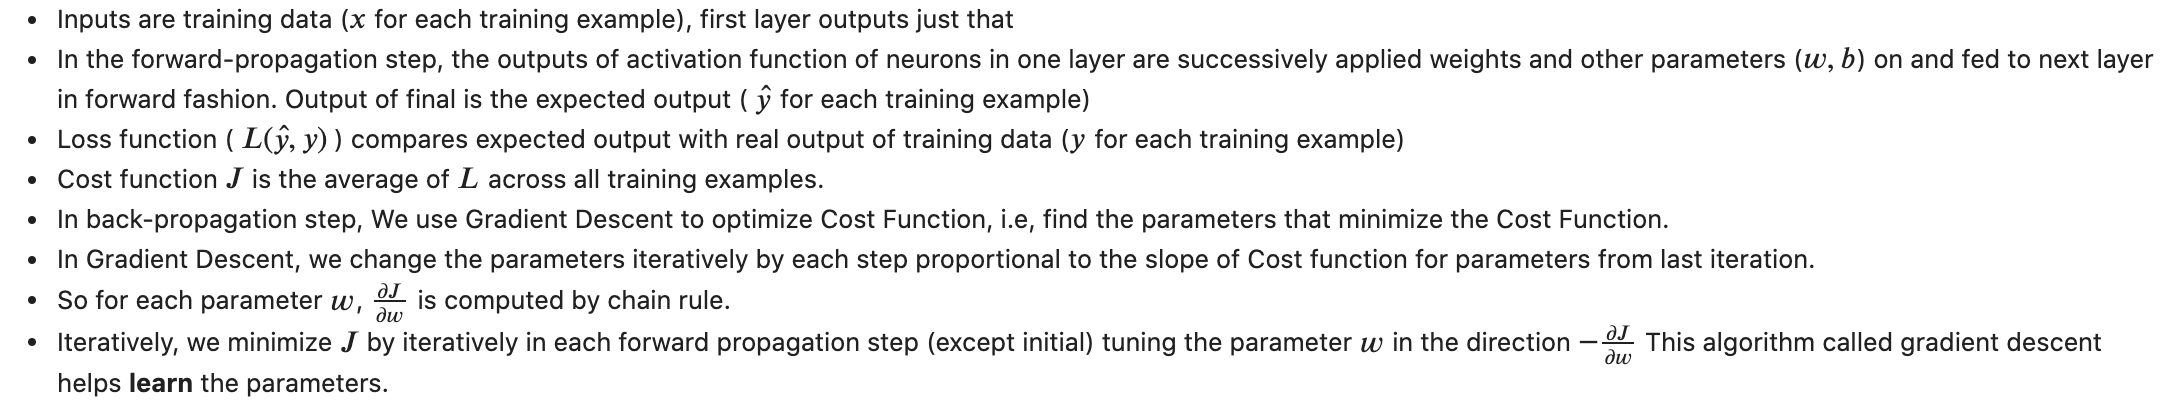 • Inputs are training data (x for each training example), first layer outputs just that
• In the forward-propagation step, the outputs of activation function of neurons in one layer are successively applied weights and other parameters (w, b) on and fed to next layer
in forward fashion. Output of final is the expected output ( ŷ for each training example)
• Loss function ( L(ŷ, y) ) compares expected output with real output of training data (y for each training example)
• Cost function J is the average of L across all training examples.
• In back-propagation step, We use Gradient Descent to optimize Cost Function, i.e, find the parameters that minimize the Cost Function.
• In Gradient Descent, we change the parameters iteratively by each step proportional to the slope of Cost function for parameters from last iteration.
• So for each parameter w, ∂J/∂w is computed by chain rule.
• Iteratively, we minimize J by iteratively in each forward propagation step (except initial) tuning the parameter w in the direction −∂J/∂w This algorithm called gradient descent
helps learn the parameters.